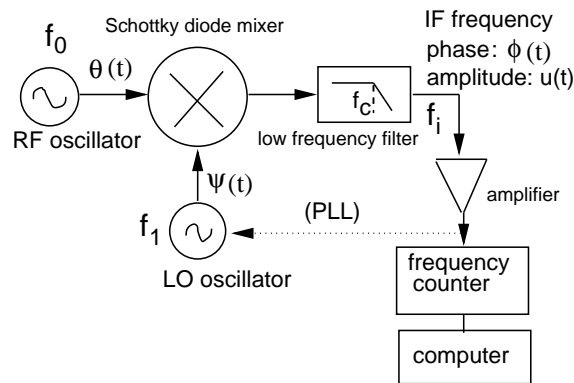 Schottky diode mixer
IF frequency
phase: ϕ(t)
amplitude: u(t)
f0
θ(t)
fc
RF oscillator
low frequency filter
fi
Ψ(t)
amplifier
(PLL)
f1
LO oscillator
frequency
counter
computer